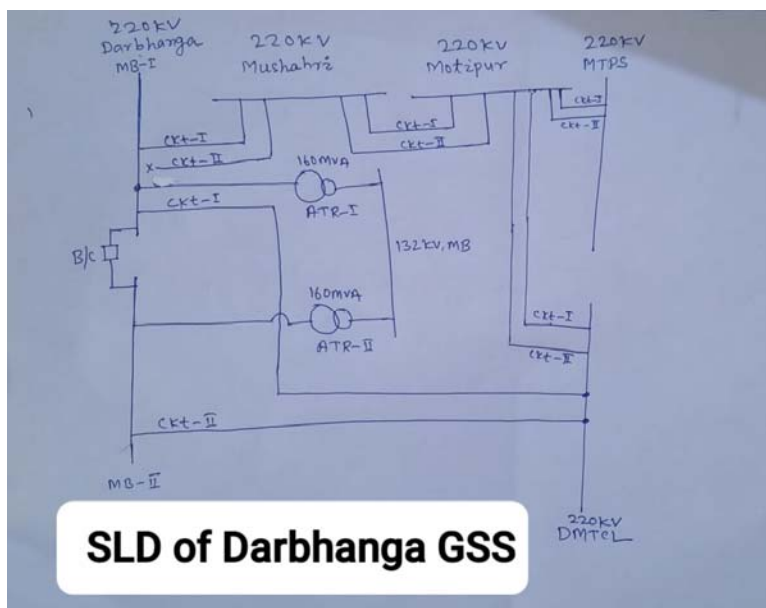 220KV
Darbhanga
MB-I
220KV
Mushahri
220KV
Motipur
220KV
MTPS
CKt-I
CKt-II
CKt-I
CKt-II
CKt-I
CKt-II
160MVA
ATR-I
CKt-I
132KV, MB
B/C
160MVA
ATR-II
CKt-I
CKt-II
CKt-II
MB-II
220KV
DMTCL
SLD of Darbhanga GSS